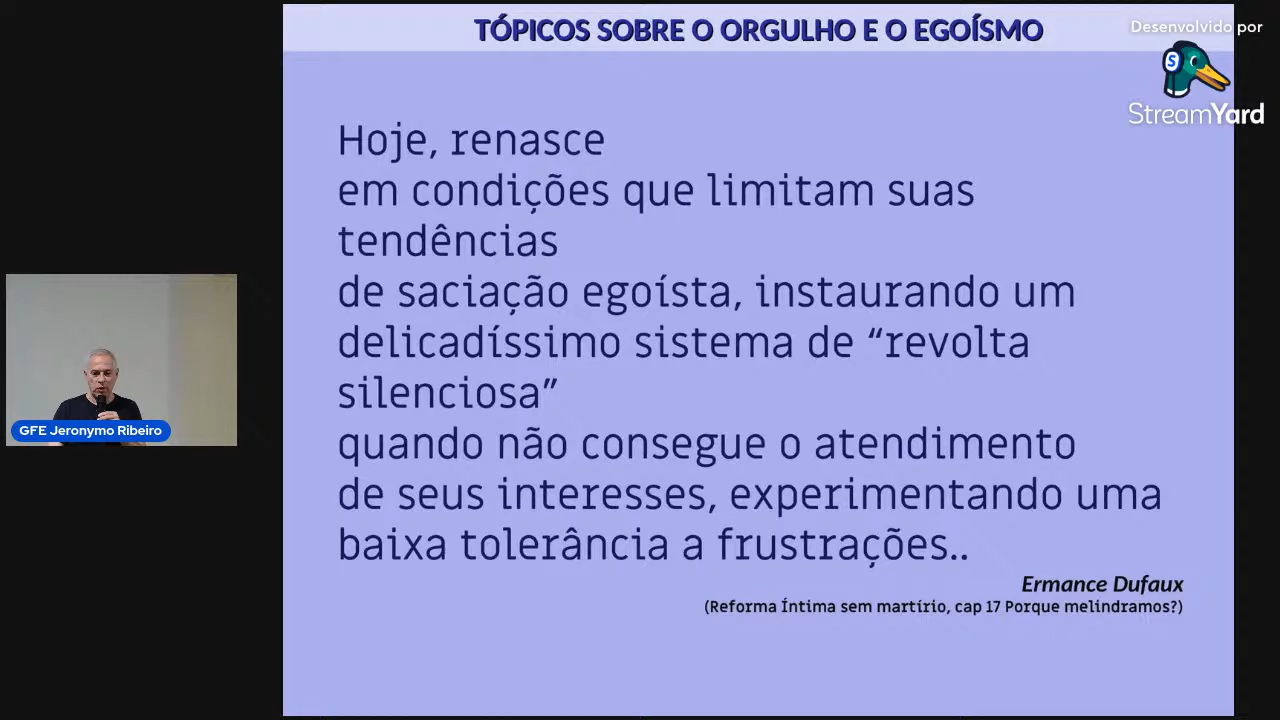 TÓPICOS SOBRE O ORGULHO E O EGOÍSMO
Desenvolvido por
S
StreamYard
Hoje, renasce
em condições que limitam suas
tendências
de saciação egoísta, instaurando um
delicadíssimo sistema de “revolta
silenciosa”
quando não consegue o atendimento
de seus interesses, experimentando uma
baixa tolerância a frustrações..
Ermance Dufaux
(Reforma Íntima sem martírio, cap 17 Porque melindramos?)
GFE Jeronymo Ribeiro